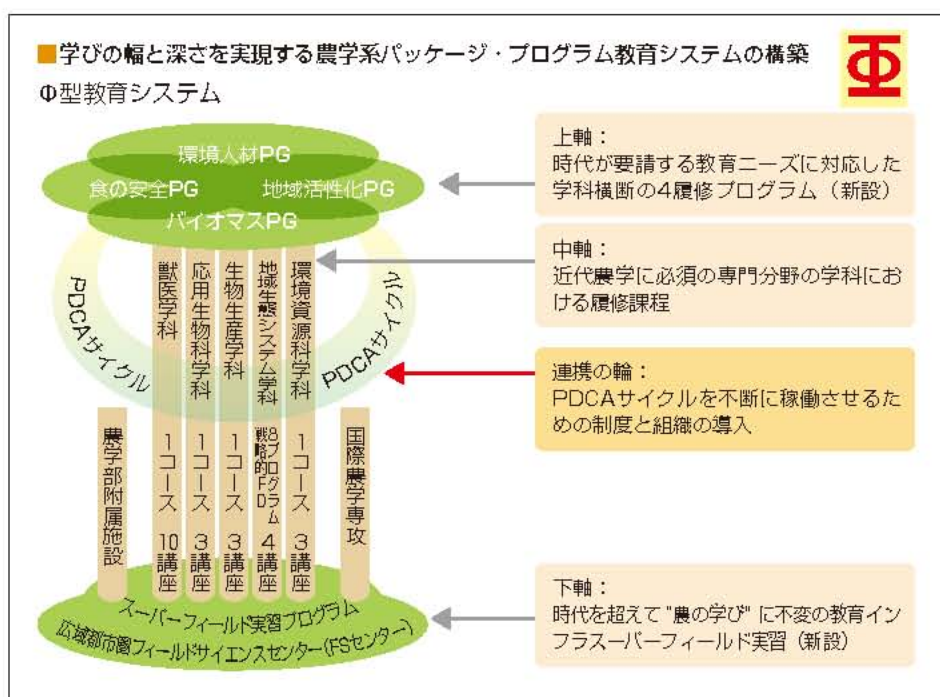 ■学びの幅と深さを実現する農学系パッケージ・プログラム教育システムの構築
Φ型教育システム
Φ
環境人材PG
食の安全PG
地域活性化PG
バイオマスPG
PDCAサイクル
PDCAサイクル
獣医学科
応用生物科学科
生物生産学科
地域生態システム学科
環境資源科学科
農学部附属施設
1コース 10講座
1コース 3講座
1コース 3講座
8プログラム
戦略的FD
4講座
1コース 3講座
国際農学専攻
スーパーフィールド実習プログラム
広域都市圏フィールドサイエンスセンター(FSセンター)
上軸：
時代が要請する教育ニーズに対応した
学科横断の4履修プログラム（新設）
中軸：
近代農学に必須の専門分野の学科にお
ける履修課程
連携の輪：
PDCAサイクルを不断に稼働させるた
めの制度と組織の導入
下軸：
時代を超えて"農の学び"に不変の教育イン
フラスーパーフィールド実習（新設）